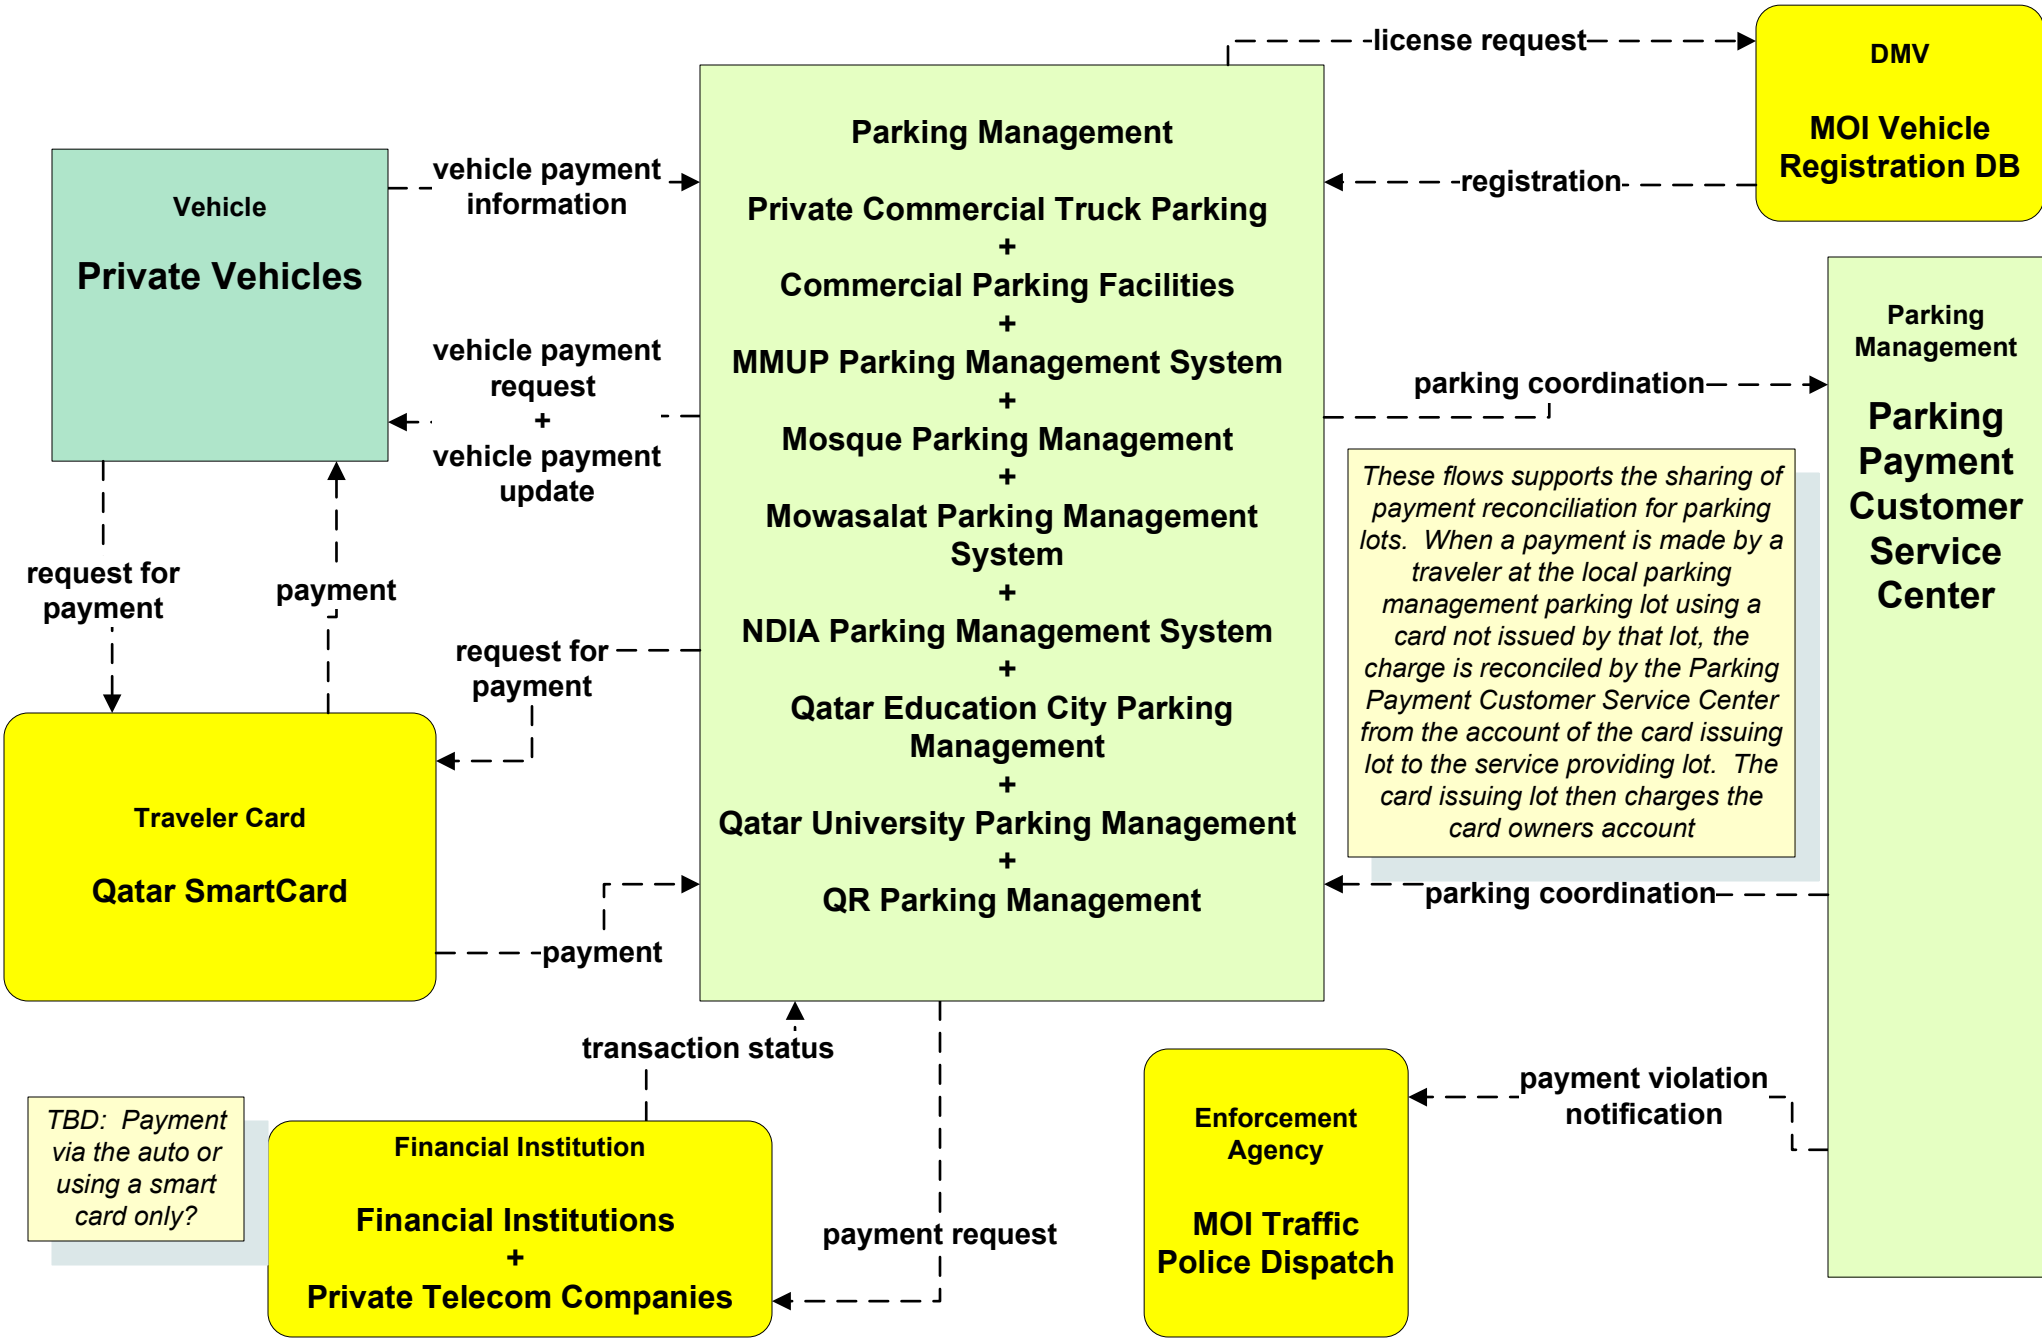 license request
DMV
MOI Vehicle
Registration DB
registration
Vehicle
Private Vehicles
vehicle payment
information
vehicle payment
request
+
vehicle payment
update
request for
payment
payment
Parking Management
Private Commercial Truck Parking
+
Commercial Parking Facilities
+
MMUP Parking Management System
+
Mosque Parking Management
+
Mowasalat Parking Management
System
+
NDIA Parking Management System
+
Qatar Education City Parking
Management
+
Qatar University Parking Management
+
QR Parking Management
parking coordination
Parking
Management
Parking
Payment
Customer
Service
Center
These flows supports the sharing of
payment reconciliation for parking
lots.  When a payment is made by a
traveler at the local parking
management parking lot using a
card not issued by that lot, the
charge is reconciled by the Parking
Payment Customer Service Center
from the account of the card issuing
lot to the service providing lot.  The
card issuing lot then charges the
card owners account
parking coordination
request for
payment
Traveler Card
Qatar SmartCard
payment
transaction status
TBD:  Payment
via the auto or
using a smart
card only?
Financial Institution
Financial Institutions
+
Private Telecom Companies
payment request
Enforcement
Agency
MOI Traffic
Police Dispatch
payment violation
notification